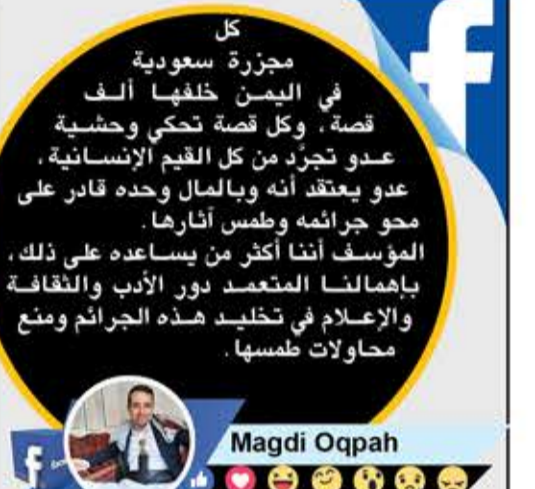 كل
مجزرة سعودية
في اليمن خلفها ألف
قصة، وكل قصة تحكي وحشية
عدو تجرَّد من كل القيم الإنسانية،
عدو يعتقد أنه وبالمال وحده قادر على
محو جرائمه وطمس آثارها.
المؤسف أننا أكثر من يساعده على ذلك،
بإهمالنا المتعمد دور الأدب والثقافة
والإعلام في تخليد هذه الجرائم ومنع
محاولات طمسها.
Magdi Oqpah